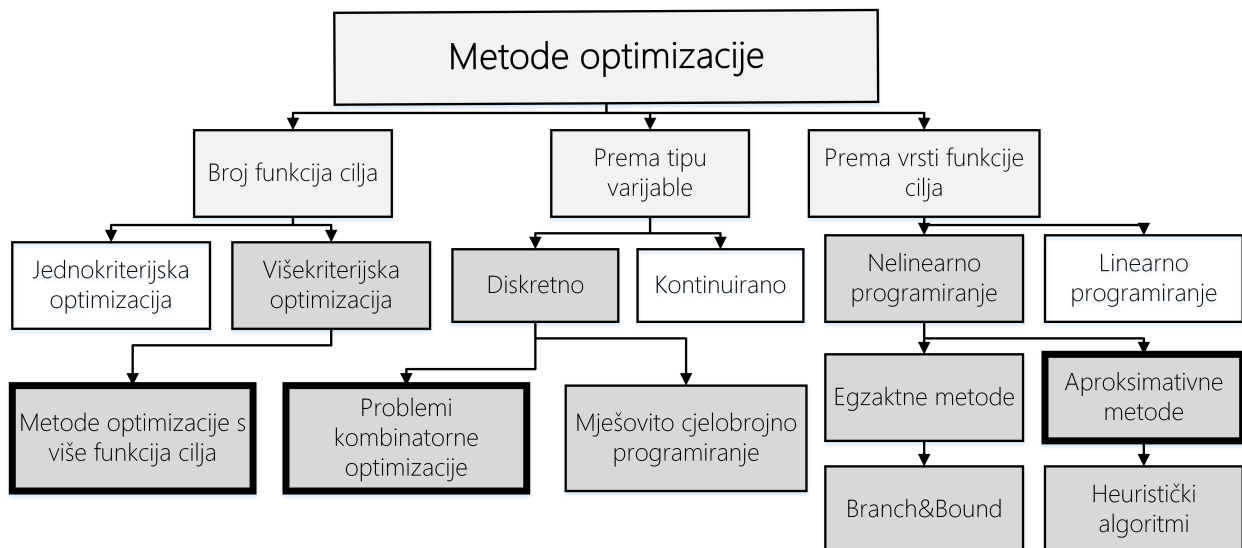 Metode optimizacije
Broj funkcija cilja
Prema tipu
varijable
Prema vrsti funkcije
cilja
Jednokriterijska
optimizacija
Višekriterijska
optimizacija
Diskretno
Kontinuirano
Nelinearno
programiranje
Linearno
programiranje
Metode optimizacije s
više funkcija cilja
Problemi
kombinatorne
optimizacije
Mješovito cjelobrojno
programiranje
Egzaktne metode
Aproksimativne
metode
Branch&Bound
Heuristički
algoritmi